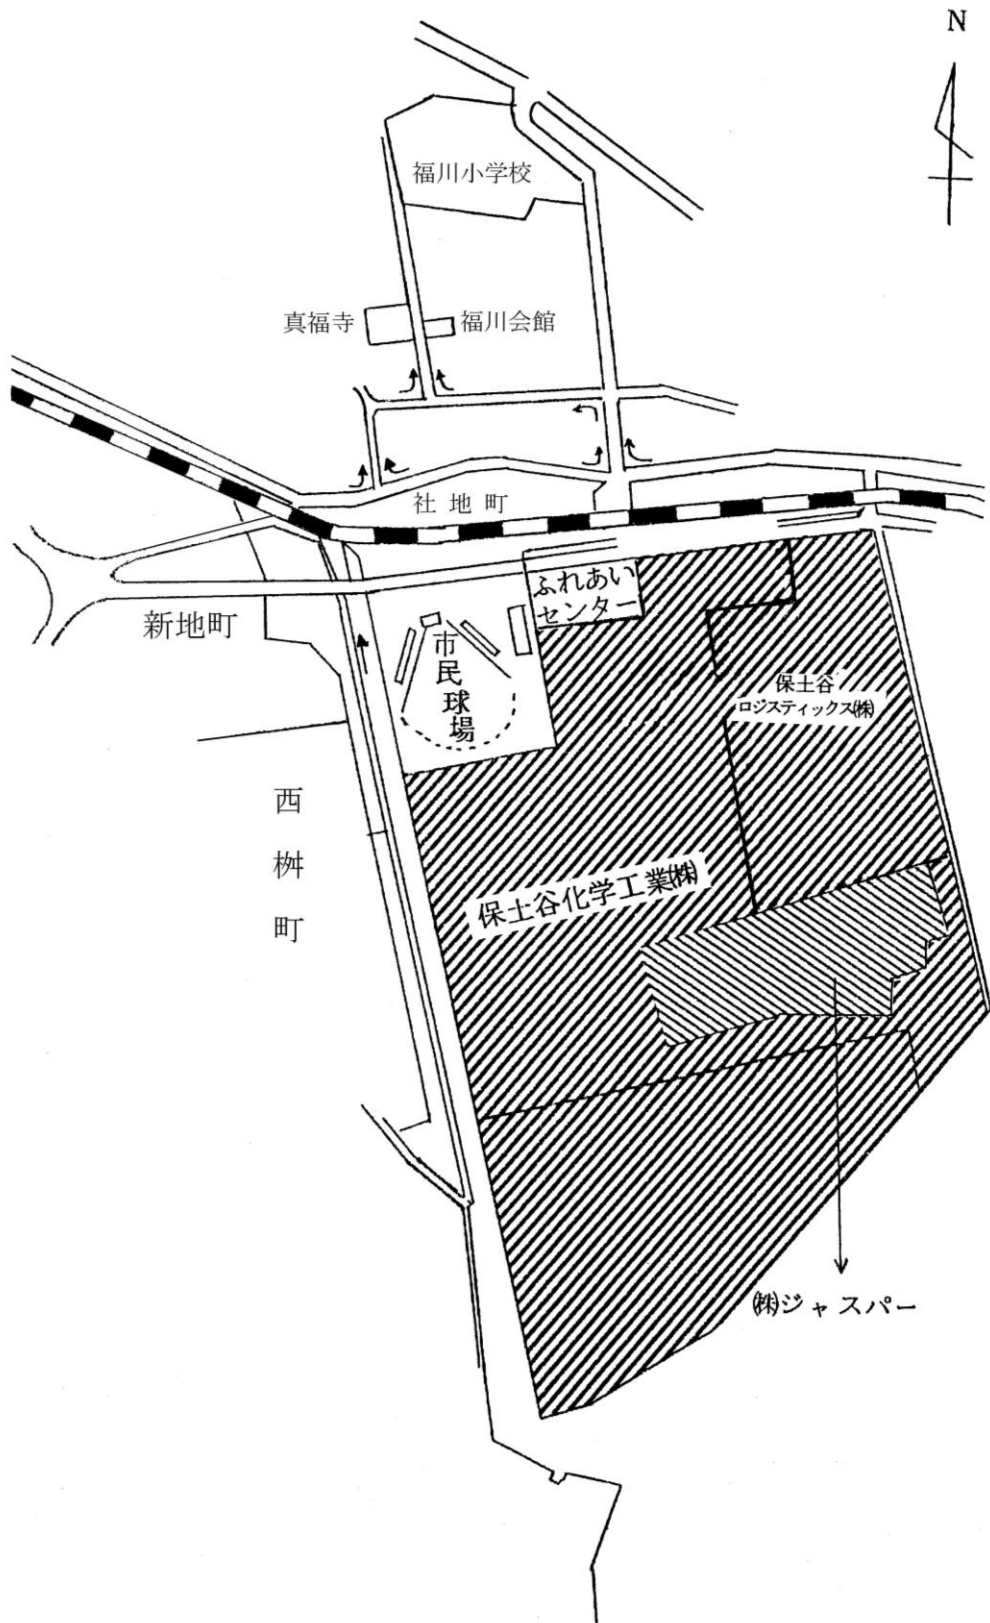 N
福川小学校
真福寺
福川会館
社地町
新地町
ふれあい
センター
市民球場
保土谷
ロジスティックス㈱
西桝町
保土谷化学工業㈱
㈱ジャスパー